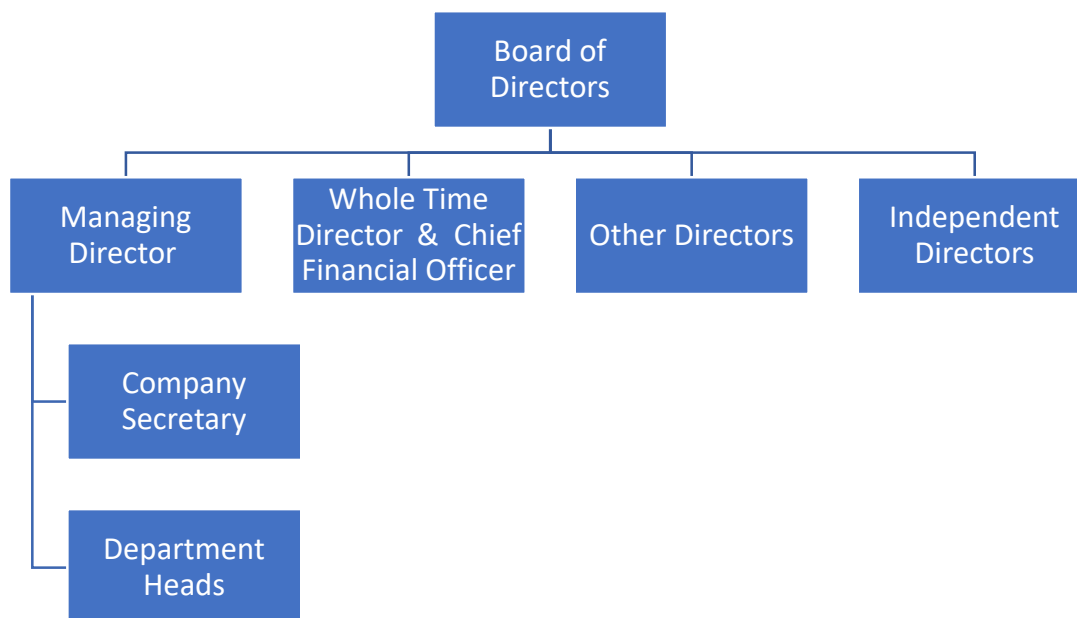 Board of
Directors
Managing
Director
Whole Time
Director & Chief
Financial Officer
Other Directors
Independent
Directors
Company
Secretary
Department
Heads